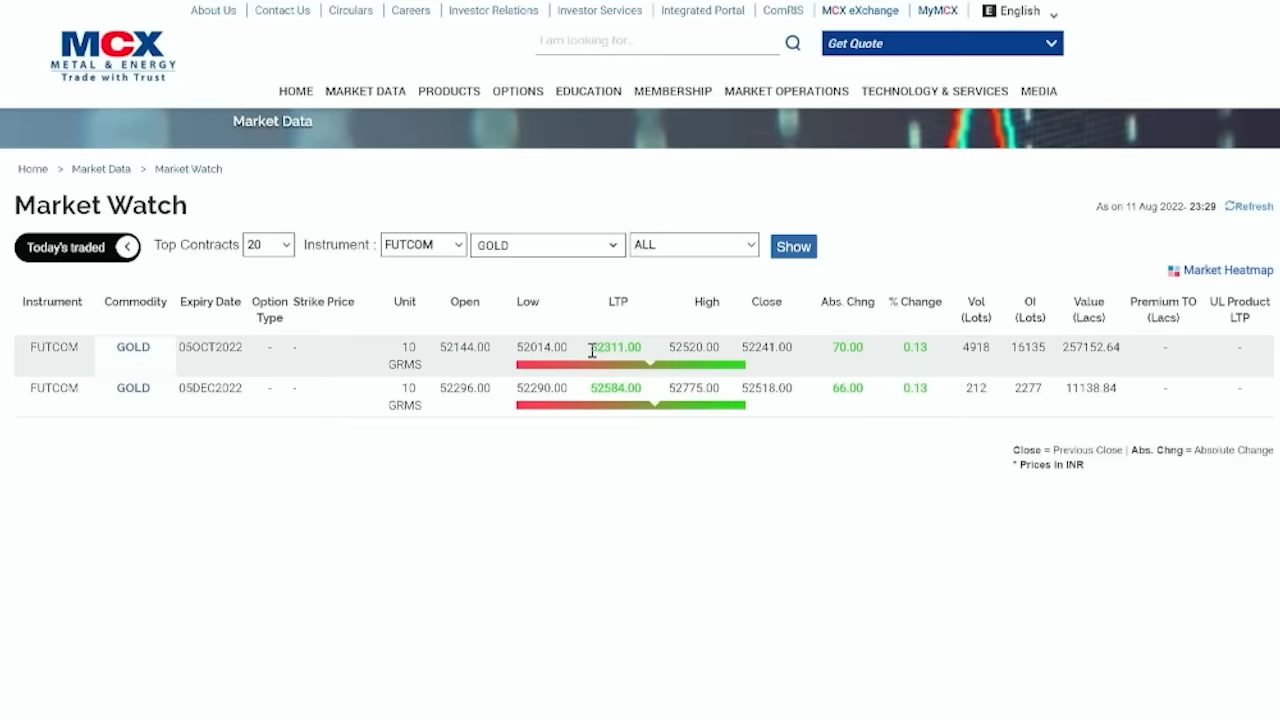 About Us | Contact Us | Circulars | Careers | Investor Relations | Investor Services | Integrated Portal | ComRIS | MCX eXchange | MyMCX | E English
MCX
METAL & ENERGY
Trade with Trust
I am looking for..
Get Quote
HOME MARKET DATA PRODUCTS OPTIONS EDUCATION MEMBERSHIP MARKET OPERATIONS TECHNOLOGY & SERVICES MEDIA
Market Data
Home > Market Data > Market Watch
Market Watch
As on 11 Aug 2022- 23:29 Refresh
Today's traded Top Contracts 20 Instrument : FUTCOM GOLD ALL Show
Market Heatmap
Instrument Commodity Expiry Date Option Type Strike Price Unit Open Low LTP High Close Abs. Chng % Change Vol (Lots) OI (Lots) Value (Lacs) Premium TO (Lacs) UL Product LTP
FUTCOM GOLD 05OCT2022 - - 10 GRMS 52144.00 52014.00 52311.00 52520.00 52241.00 70.00 0.13 4918 15135 257152.64 - -
FUTCOM GOLD 05DEC2022 - - 10 GRMS 52296.00 52290.00 52584.00 52775.00 52518.00 66.00 0.13 212 2277 11138.84 - -
Close = Previous Close | Abs. Chng = Absolute Change
* Prices In INR